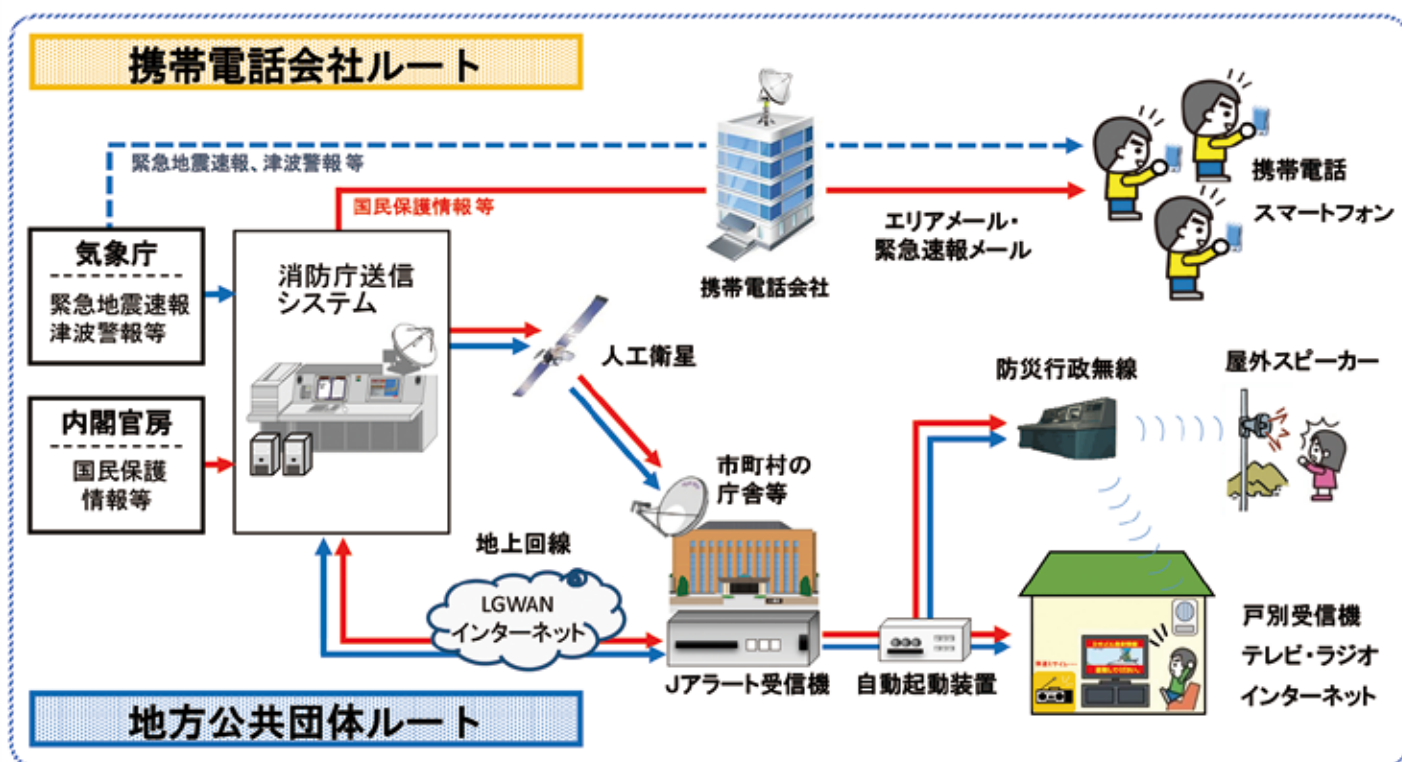 携帯電話会社ルート
緊急地震速報、津波警報等
国民保護情報等
気象庁
緊急地震速報
津波警報等
内閣官房
国民保護
情報等
消防庁送信
システム
携帯電話会社
エリアメール・
緊急速報メール
携帯電話
スマートフォン
人工衛星
市町村の
庁舎等
地上回線
LGWAN
インターネット
Jアラート受信機
自動起動装置
防災行政無線
屋外スピーカー
戸別受信機
テレビ・ラジオ
インターネット
地方公共団体ルート